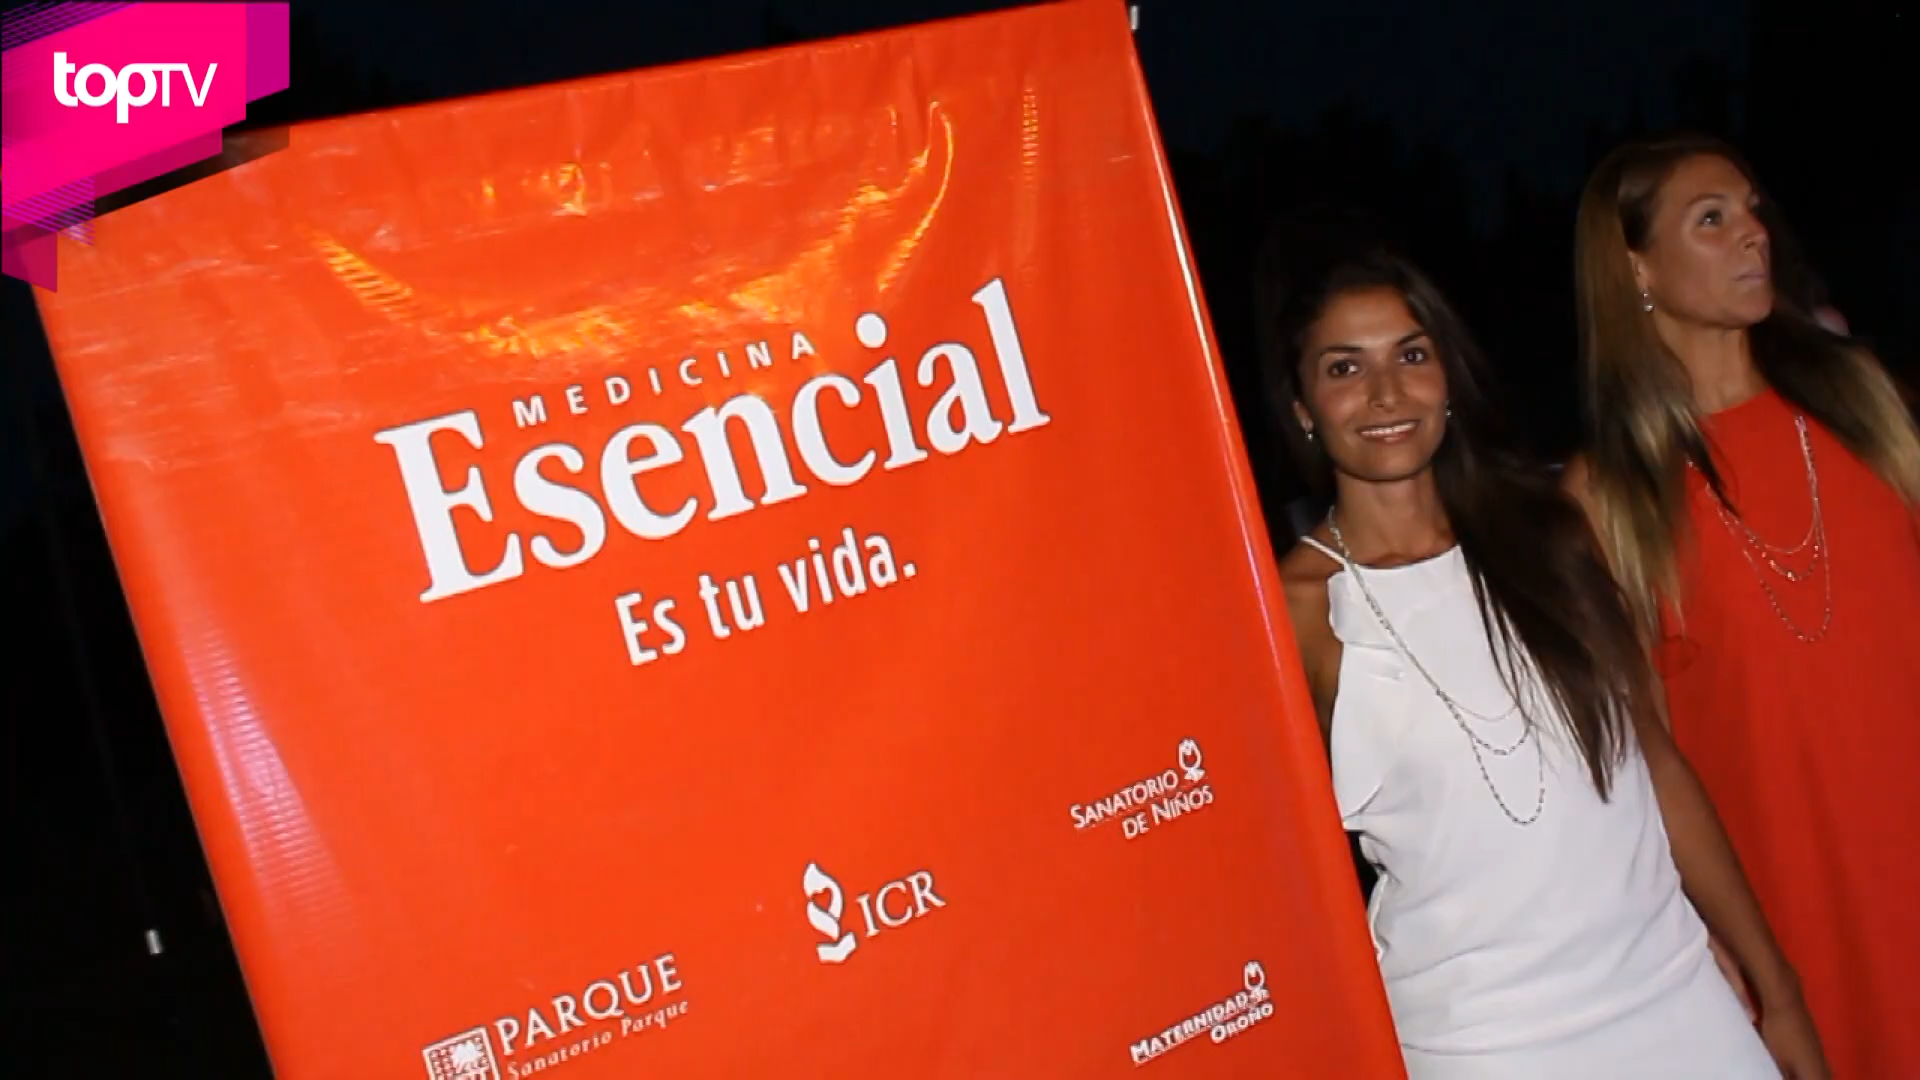 topTV
MEDICINA
Esencial
Es tu vida.
SANATORIO
DE NIÑOS
ICR
PARQUE
Sanatorio Parque
MATERNIDAD
OROÑO